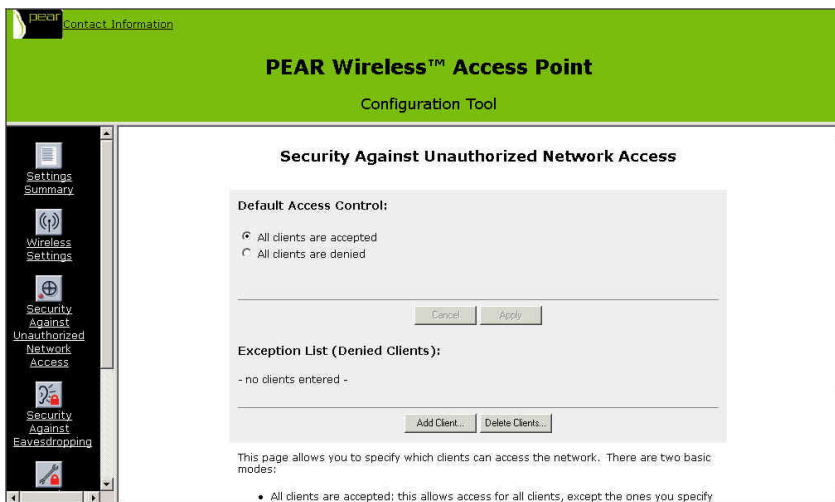 pear
Contact Information
PEAR Wireless™ Access Point
Configuration Tool
Settings
Summary
Wireless
Settings
Security
Against
Unauthorized
Network
Access
Security
Against
Eavesdropping
Security Against Unauthorized Network Access
Default Access Control:
All clients are accepted
All clients are denied
Cancel
Apply
Exception List (Denied Clients):
- no clients entered -
Add Client...
Delete Clients...
This page allows you to specify which clients can access the network. There are two basic
modes:
• All clients are accepted: this allows access for all clients, except the ones you specify